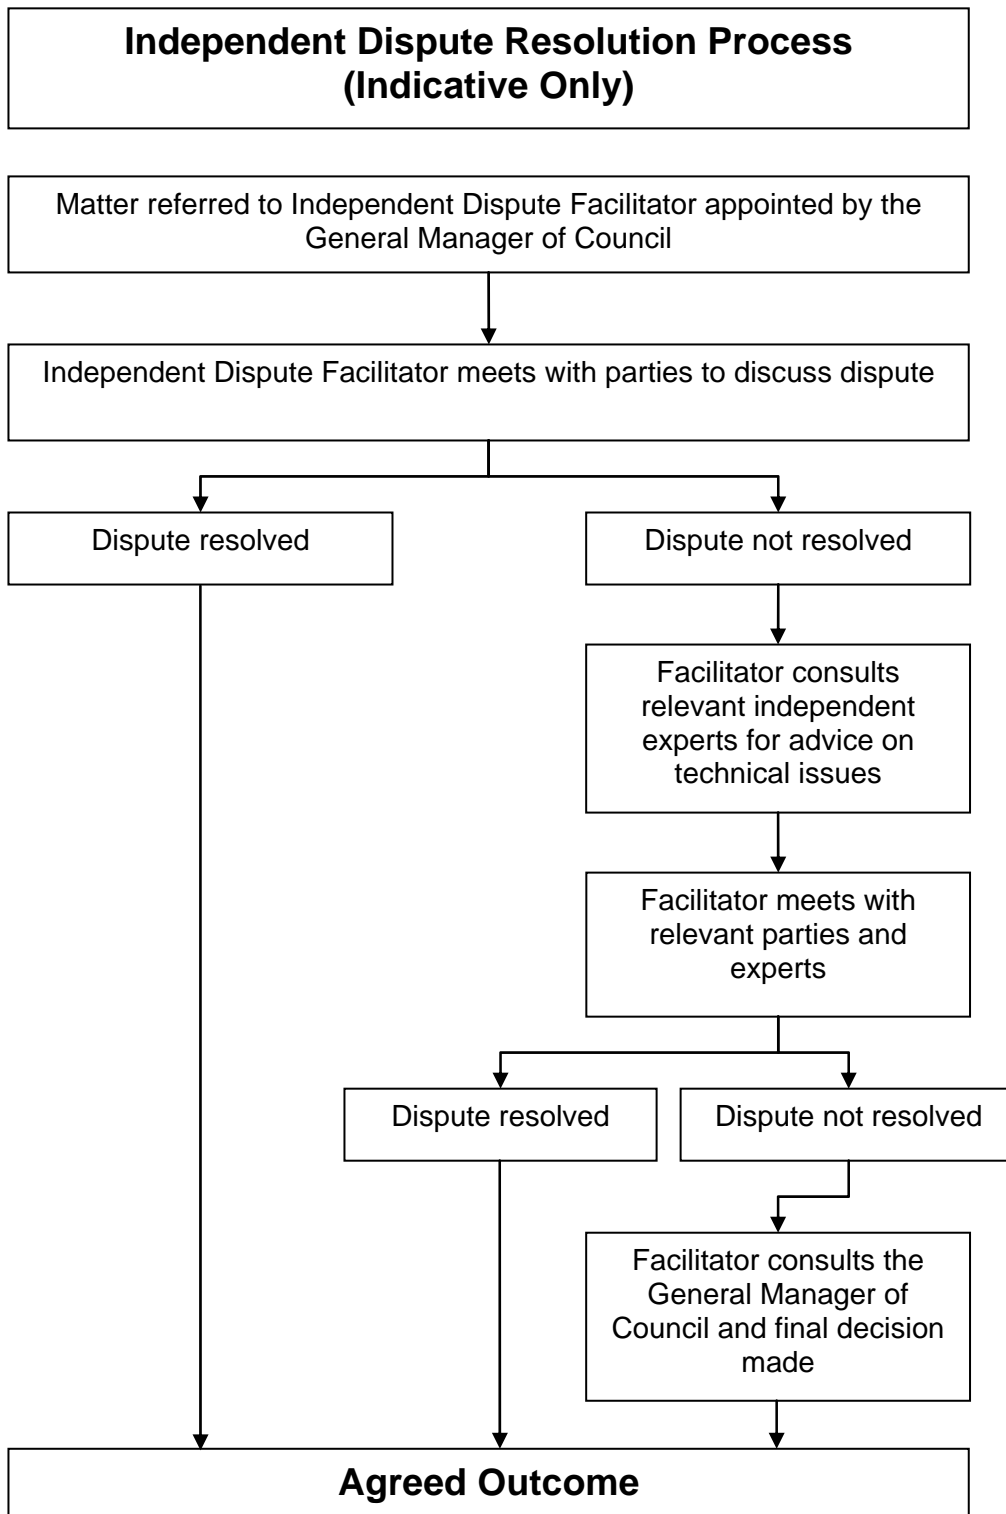 Independent Dispute Resolution Process
(Indicative Only)
Matter referred to Independent Dispute Facilitator appointed by the
General Manager of Council
Independent Dispute Facilitator meets with parties to discuss dispute
Dispute resolved
Dispute not resolved
Facilitator consults
relevant independent
experts for advice on
technical issues
Facilitator meets with
relevant parties and
experts
Dispute resolved
Dispute not resolved
Facilitator consults the
General Manager of
Council and final decision
made
Agreed Outcome